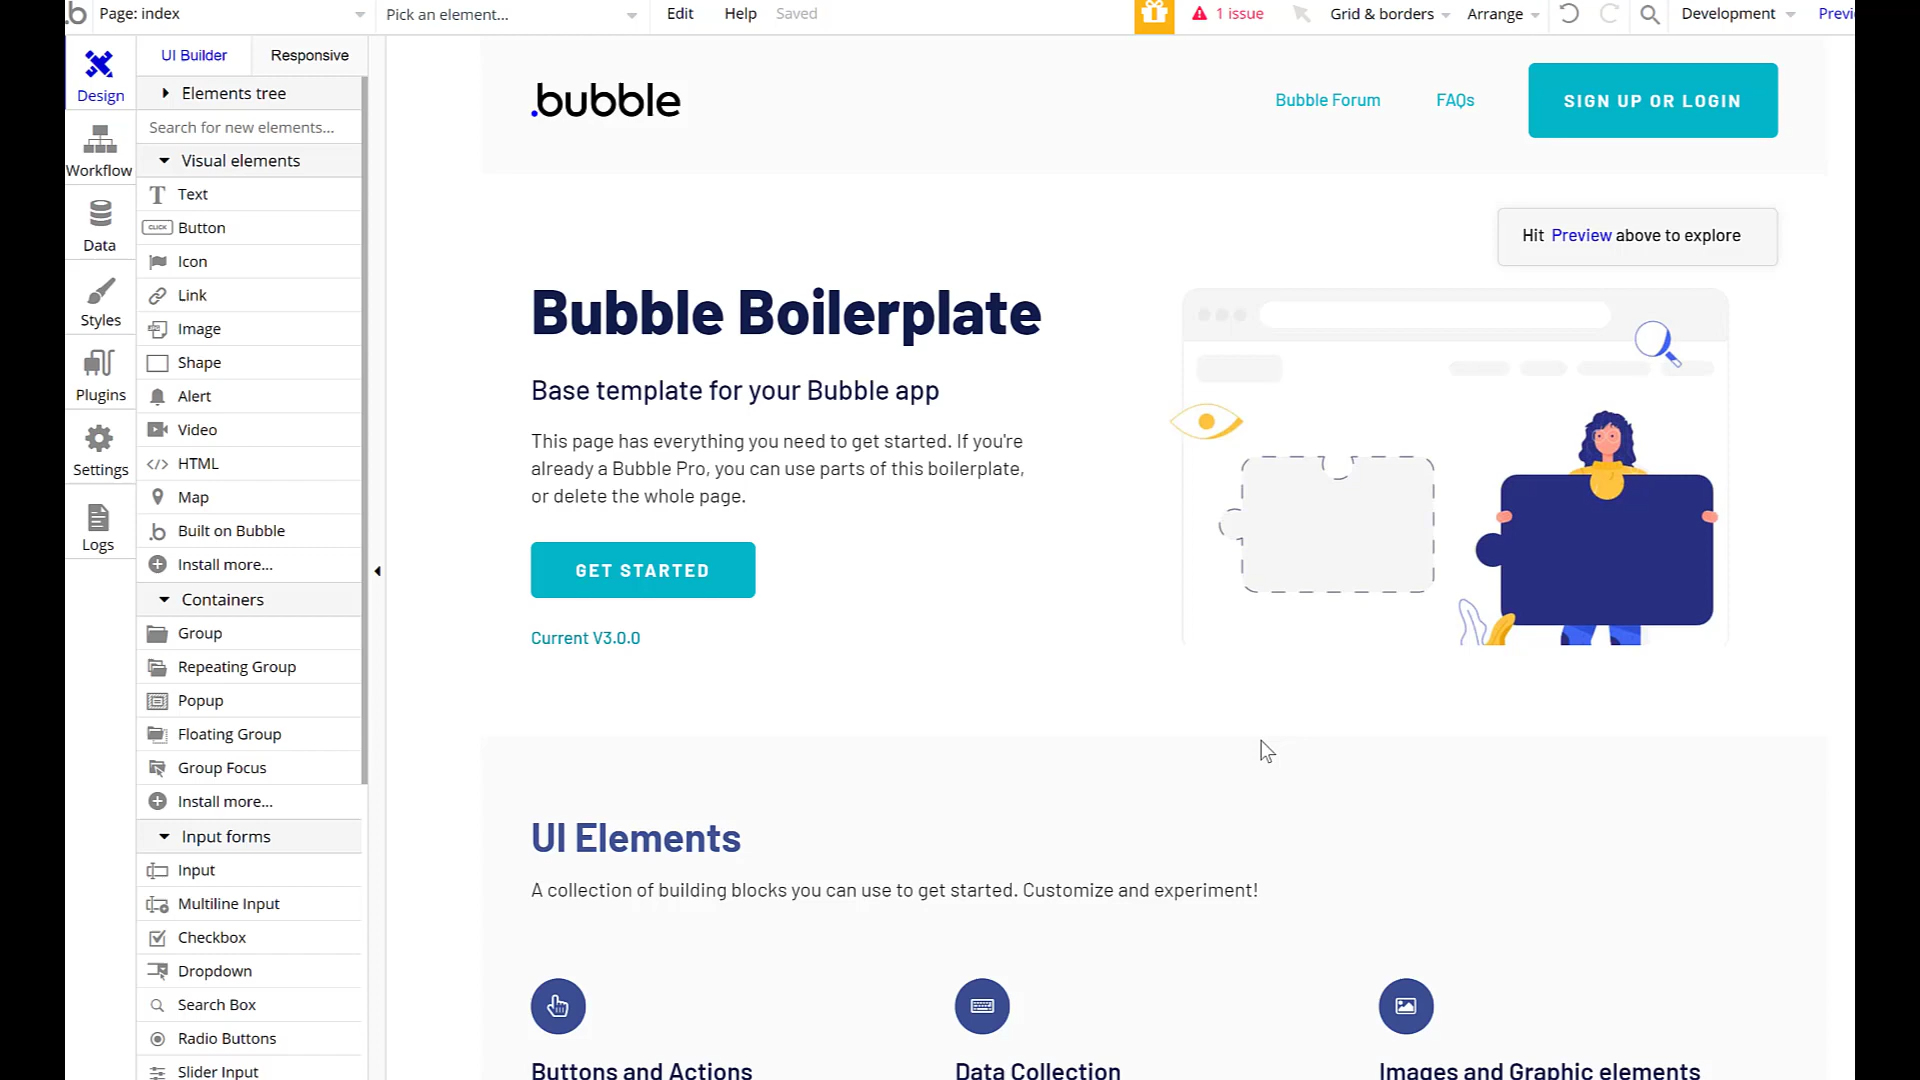 .b Page: index
Pick an element...
Edit
Help
Saved
1 issue
Grid & borders
Arrange
Development
Previ
Design
Workflow
Data
Styles
Plugins
Settings
Logs
UI Builder
Responsive
Elements tree
Search for new elements...
Visual elements
Text
CLICK Button
Icon
Link
Image
Shape
Alert
Video
</> HTML
Map
.b Built on Bubble
Install more...
Containers
Group
Repeating Group
Popup
Floating Group
Group Focus
Install more...
Input forms
Input
Multiline Input
Checkbox
Dropdown
Search Box
Radio Buttons
Slider Input
.bubble
Bubble Forum
FAQs
SIGN UP OR LOGIN
Hit Preview above to explore
Bubble Boilerplate
Base template for your Bubble app
This page has everything you need to get started. If you're
already a Bubble Pro, you can use parts of this boilerplate,
or delete the whole page.
GET STARTED
Current V3.0.0
UI Elements
A collection of building blocks you can use to get started. Customize and experiment!
Buttons and Actions
Data Collection
Images and Graphic elements